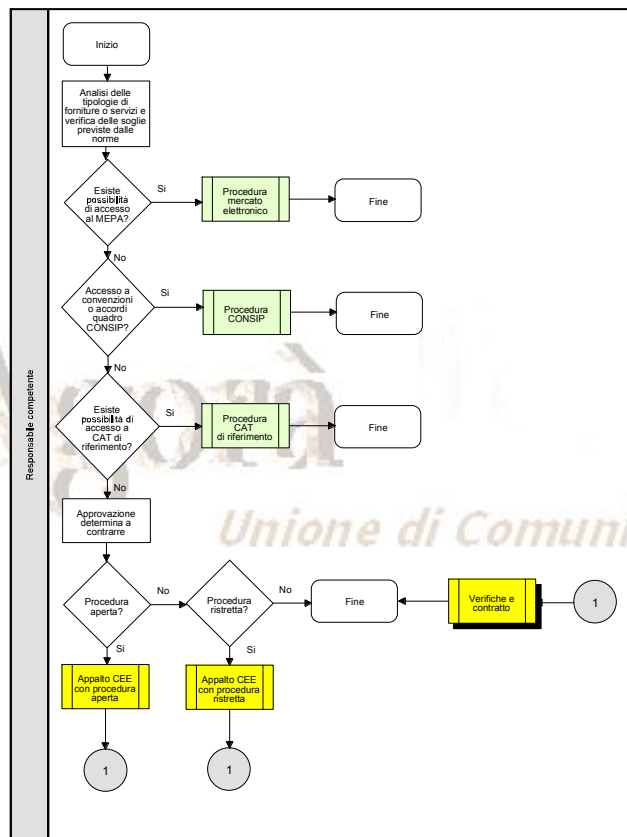 Responsabile competente
Inizio
Analisi delle
tipologie di
forniture o servizi e
verifica delle soglie
previste dalle
norme
Esiste
possibilità
di accesso
al MEPA?
Si
Procedura
mercato
elettronico
Fine
No
Accesso a
convenzioni
o accordi
quadro
CONSIP?
Si
Procedura
CONSIP
Fine
No
Esiste
possibilità di
accesso a
CAT di
riferimento?
Si
Procedura
CAT
di riferimento
Fine
No
Approvazione
determina a
contrarre
Procedura
aperta?
No
Procedura
ristretta?
No
Fine
Verifiche e
contratto
1
Si
Si
Appalto CEE
con procedura
aperta
Appalto CEE
con procedura
ristretta
1
1
Agorà
Unione di Comuni